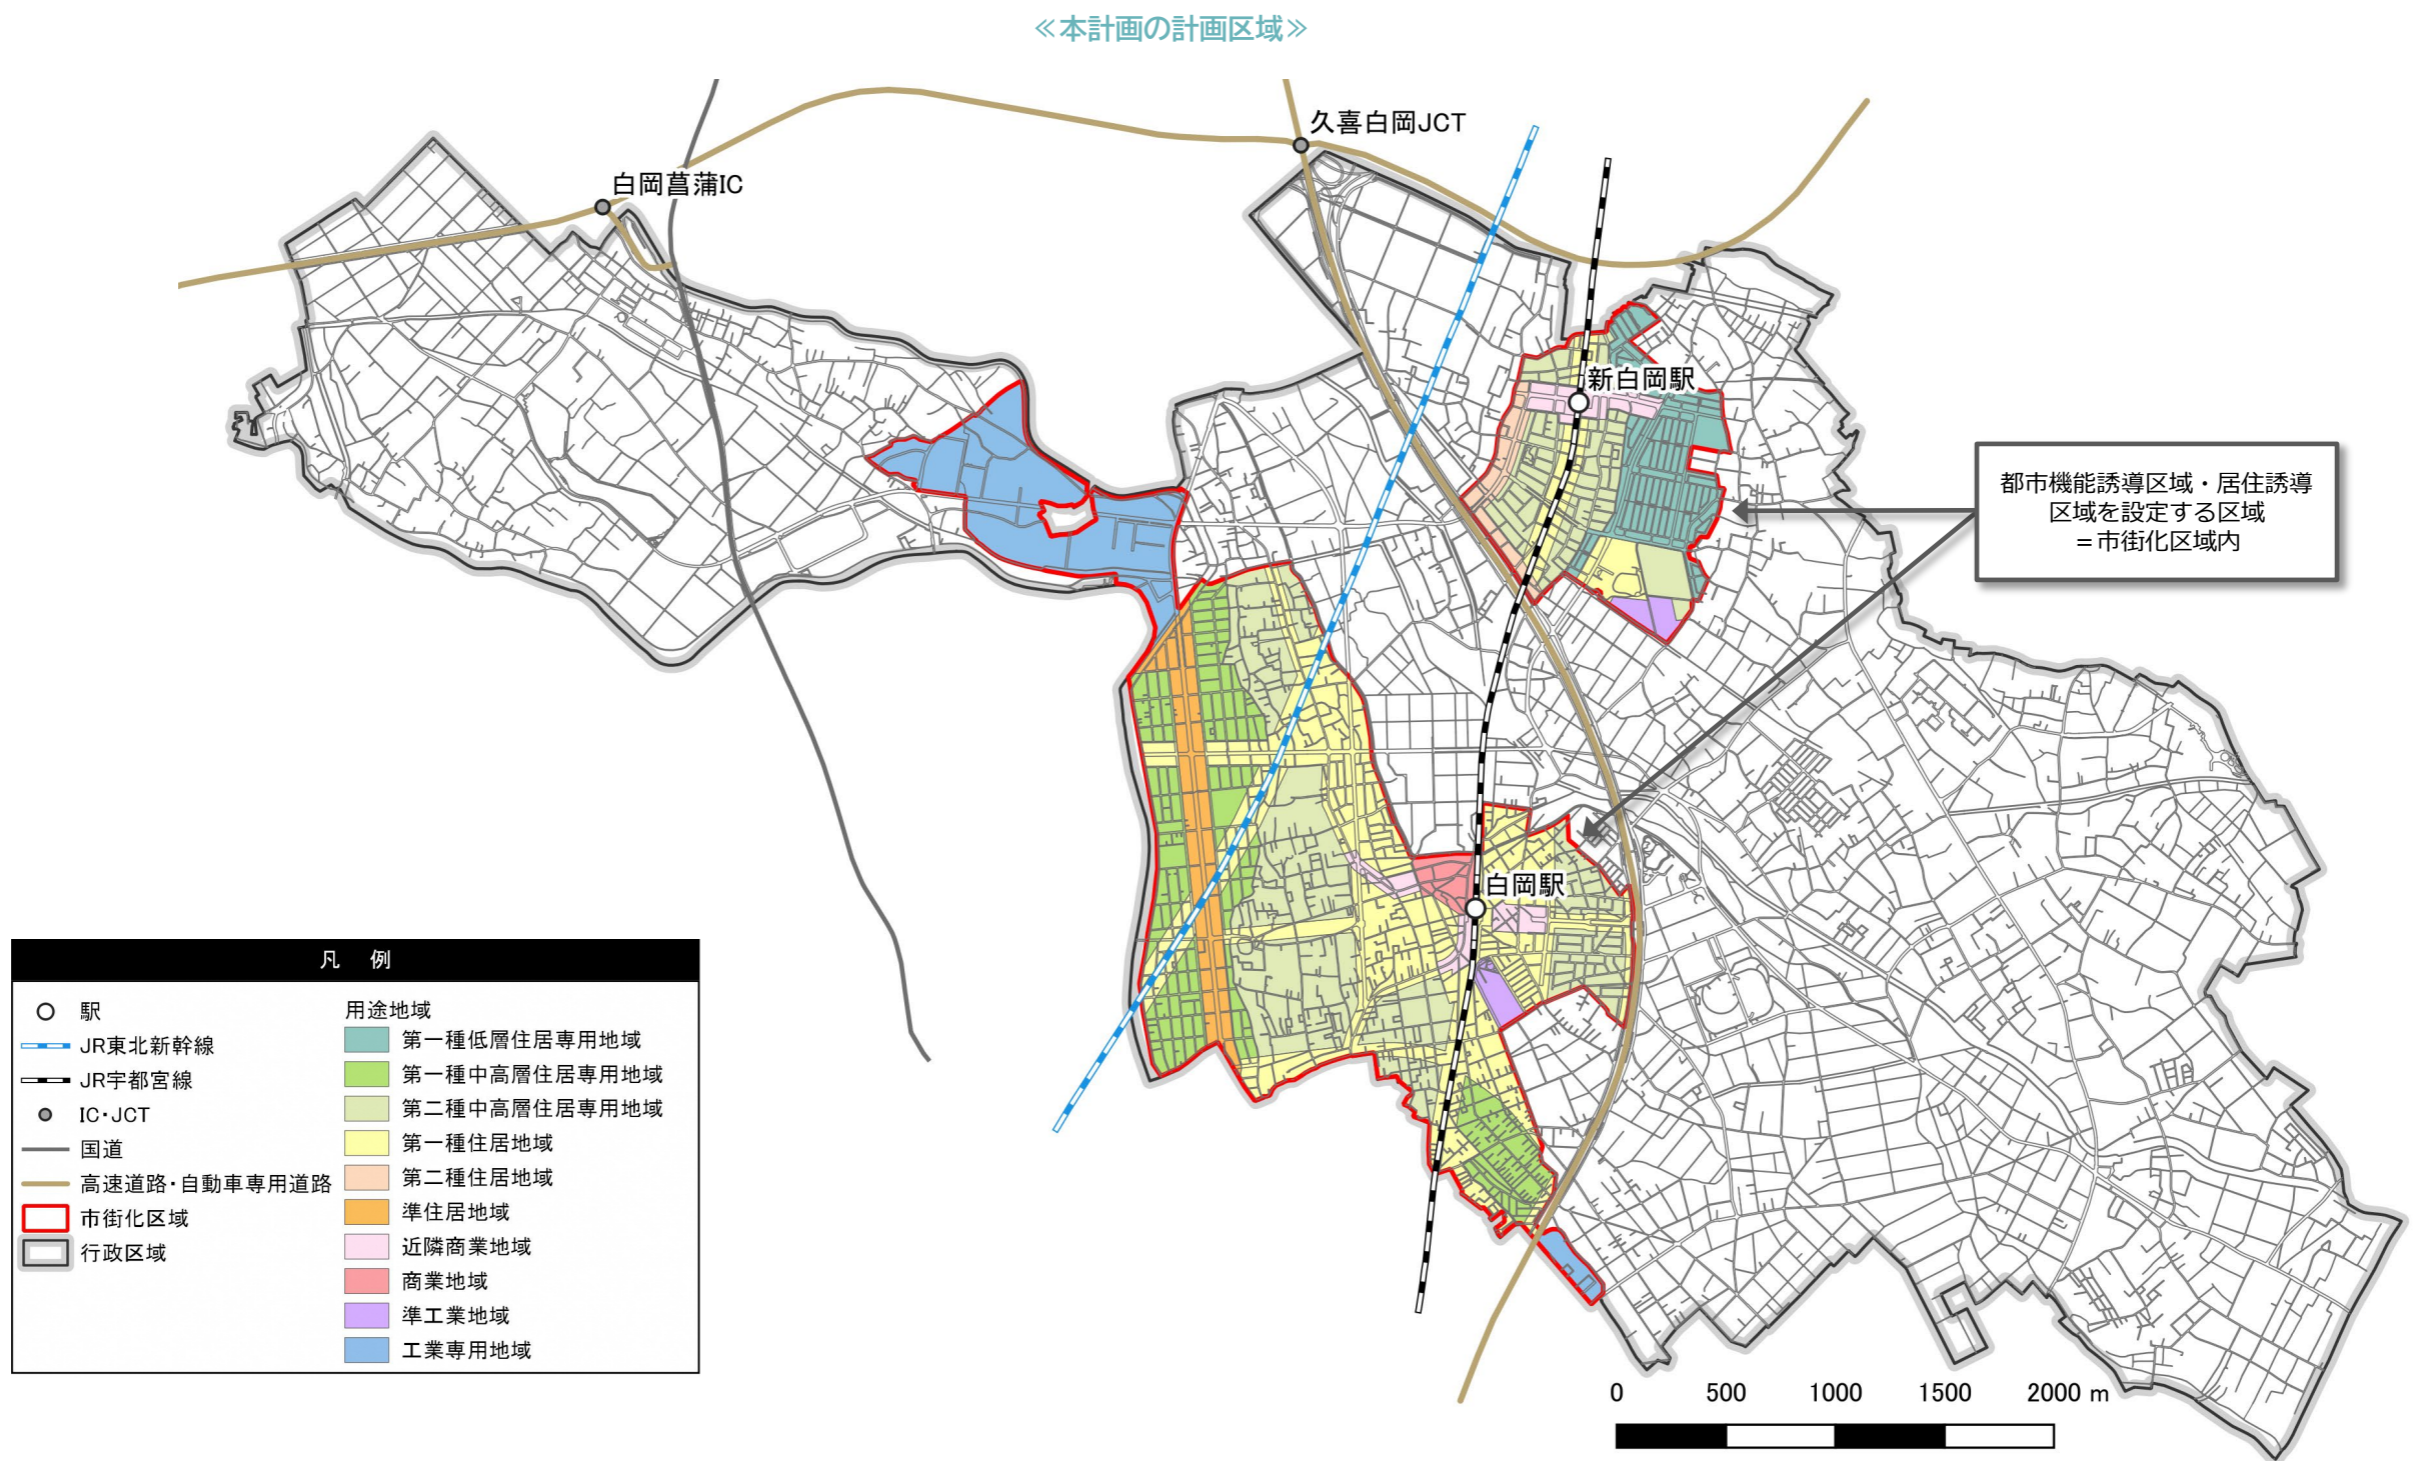 ≪本計画の計画区域≫
久喜白岡JCT
白岡菖蒲IC
新白岡駅
都市機能誘導区域・居住誘導
区域を設定する区域
＝市街化区域内
白岡駅
凡 例
駅
JR東北新幹線
JR宇都宮線
IC・JCT
国道
高速道路・自動車専用道路
市街化区域
行政区域
用途地域
第一種低層住居専用地域
第一種中高層住居専用地域
第二種中高層住居専用地域
第一種住居地域
第二種住居地域
準住居地域
近隣商業地域
商業地域
準工業地域
工業専用地域
0 500 1000 1500 2000 m